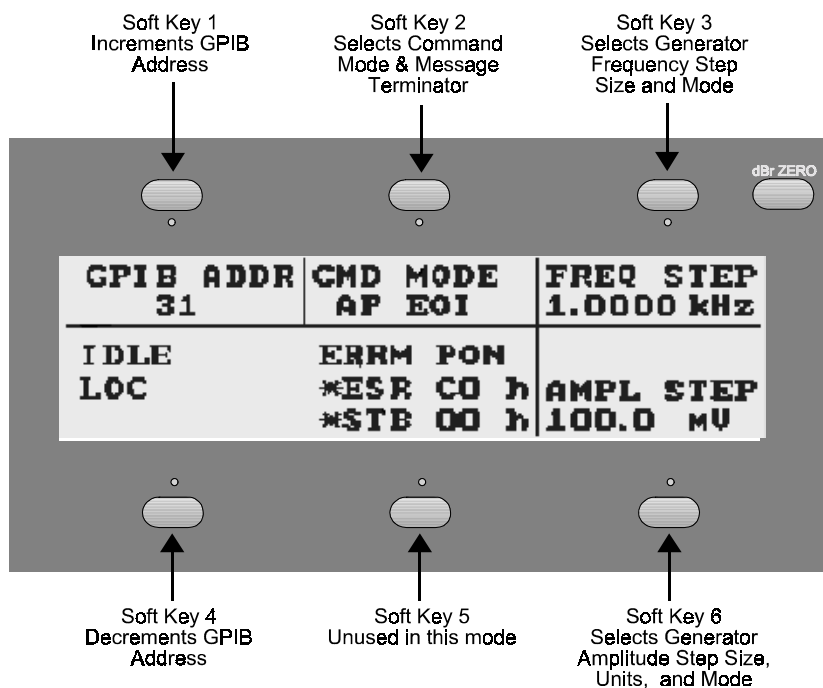 Soft Key 1
Increments GPIB
Address
Soft Key 2
Selects Command
Mode & Message
Terminator
Soft Key 3
Selects Generator
Frequency Step
Size and Mode
dBr ZERO
GPIB ADDR
31
CMD MODE
AP EOI
FREQ STEP
1.0000 kHz
IDLE
LOC
ERRM PON
*ESR C0 h
*STB 00 h
AMPL STEP
100.0 mV
Soft Key 4
Decrements GPIB
Address
Soft Key 5
Unused in this mode
Soft Key 6
Selects Generator
Amplitude Step Size,
Units, and Mode